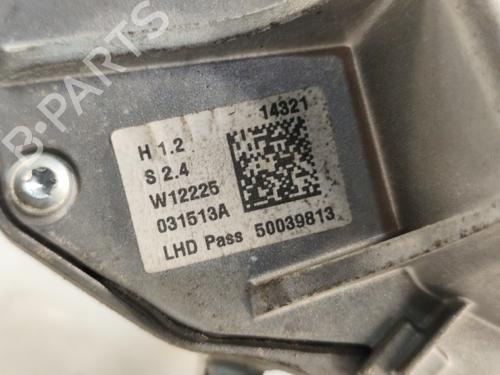 14321
H 1.2
S 2.4
W12225
031513A
LHD Pass 50039813
B-PARTS